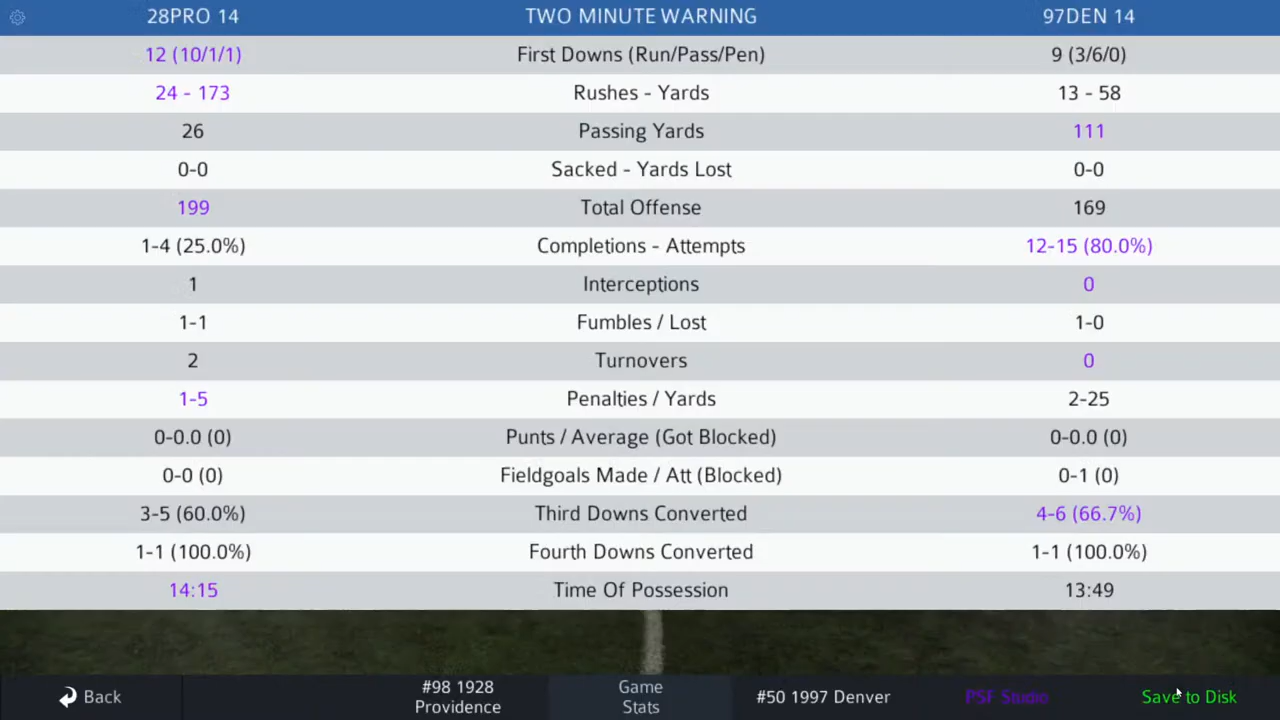 28PRO 14 TWO MINUTE WARNING 97DEN 14
12 (10/1/1) First Downs (Run/Pass/Pen) 9 (3/6/0)
24 - 173 Rushes - Yards 13 - 58
26 Passing Yards 111
0-0 Sacked - Yards Lost 0-0
199 Total Offense 169
1-4 (25.0%) Completions - Attempts 12-15 (80.0%)
1 Interceptions 0
1-1 Fumbles / Lost 1-0
2 Turnovers 0
1-5 Penalties / Yards 2-25
0-0.0 (0) Punts / Average (Got Blocked) 0-0.0 (0)
0-0 (0) Fieldgoals Made / Att (Blocked) 0-1 (0)
3-5 (60.0%) Third Downs Converted 4-6 (66.7%)
1-1 (100.0%) Fourth Downs Converted 1-1 (100.0%)
14:15 Time Of Possession 13:49
Back #98 1928 Providence Game Stats #50 1997 Denver PSF Studio Save to Disk